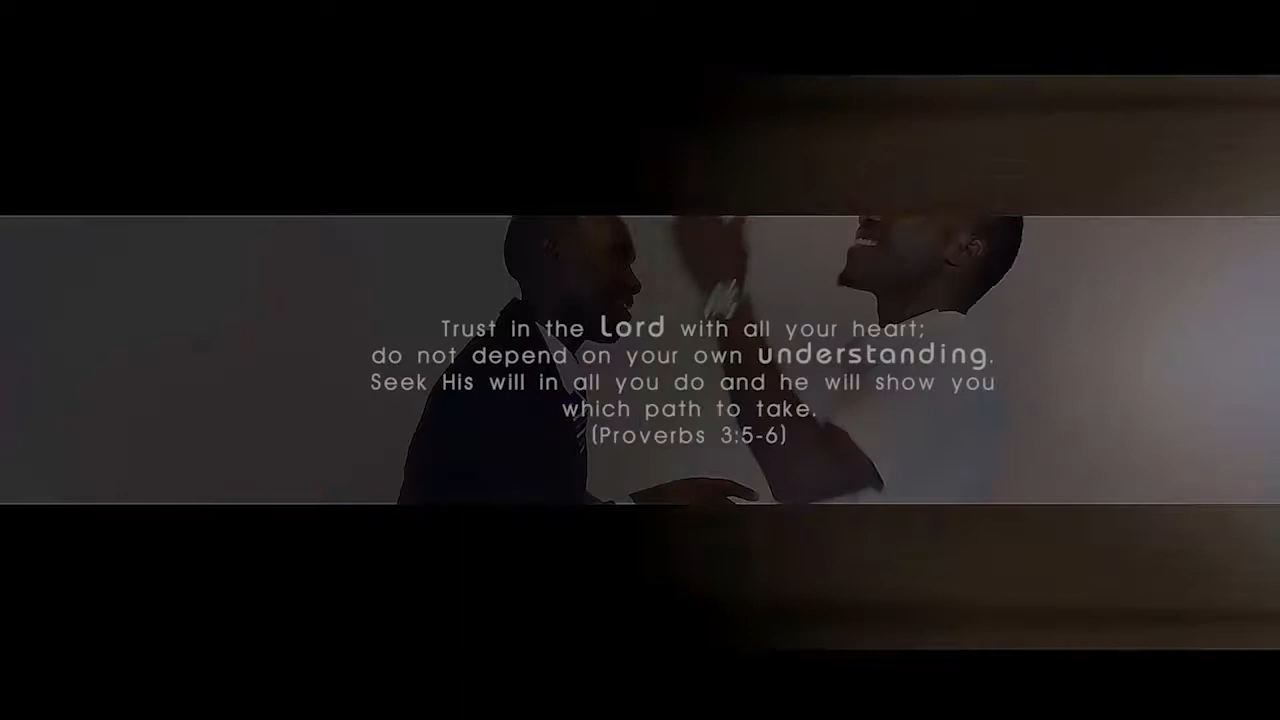 Trust in the Lord with all your heart;
do not depend on your own understanding.
Seek His will in all you do and he will show you
which path to take.
(Proverbs 3:5-6)